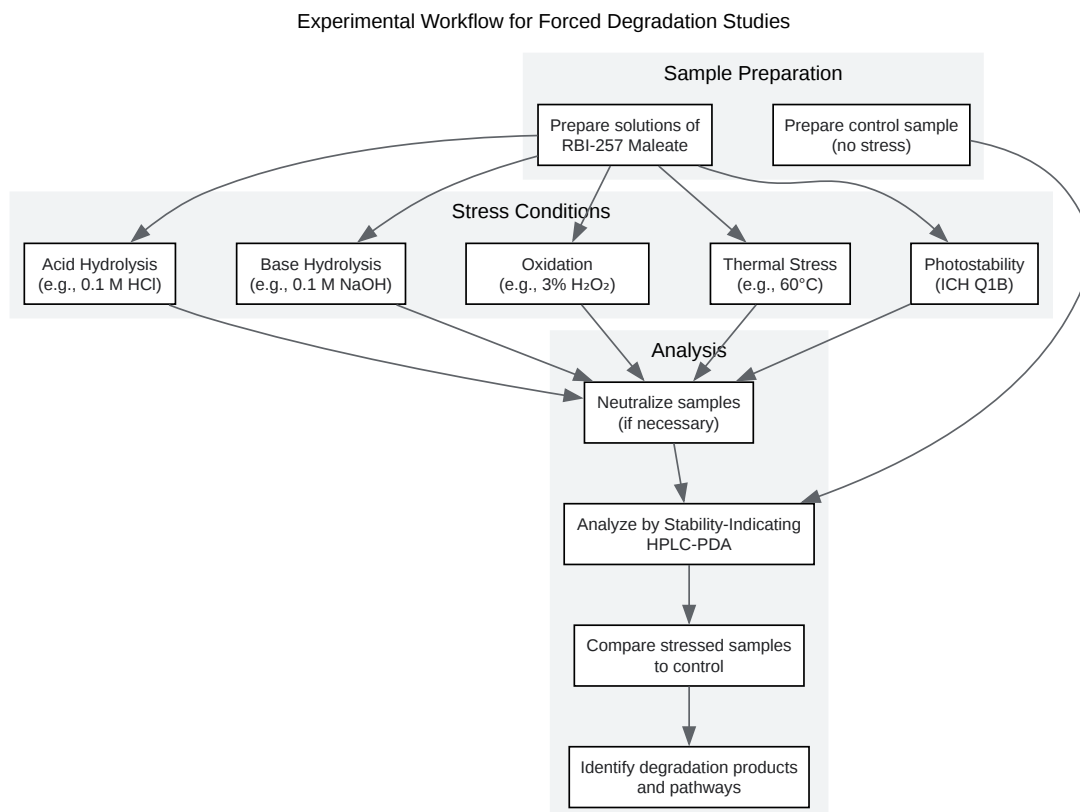 Experimental Workflow for Forced Degradation Studies
Sample Preparation
Prepare solutions of
RBI-257 Maleate
Prepare control sample
(no stress)
Stress Conditions
Acid Hydrolysis
(e.g., 0.1 M HCl)
Base Hydrolysis
(e.g., 0.1 M NaOH)
Oxidation
(e.g., 3% H₂O₂)
Thermal Stress
(e.g., 60°C)
Photostability
(ICH Q1B)
Analysis
Neutralize samples
(if necessary)
Analyze by Stability-Indicating
HPLC-PDA
Compare stressed samples
to control
Identify degradation products
and pathways